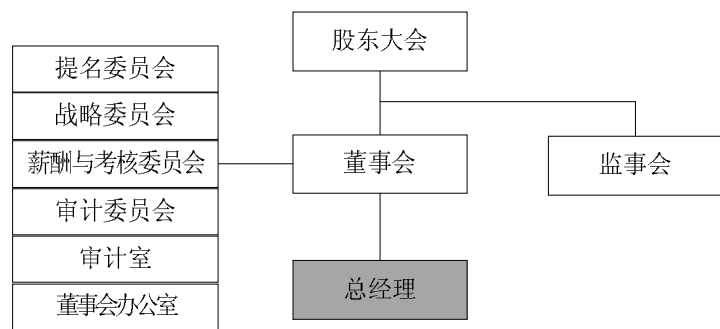 股东大会
提名委员会
战略委员会
薪酬与考核委员会
审计委员会
审计室
董事会办公室
董事会
监事会
总经理